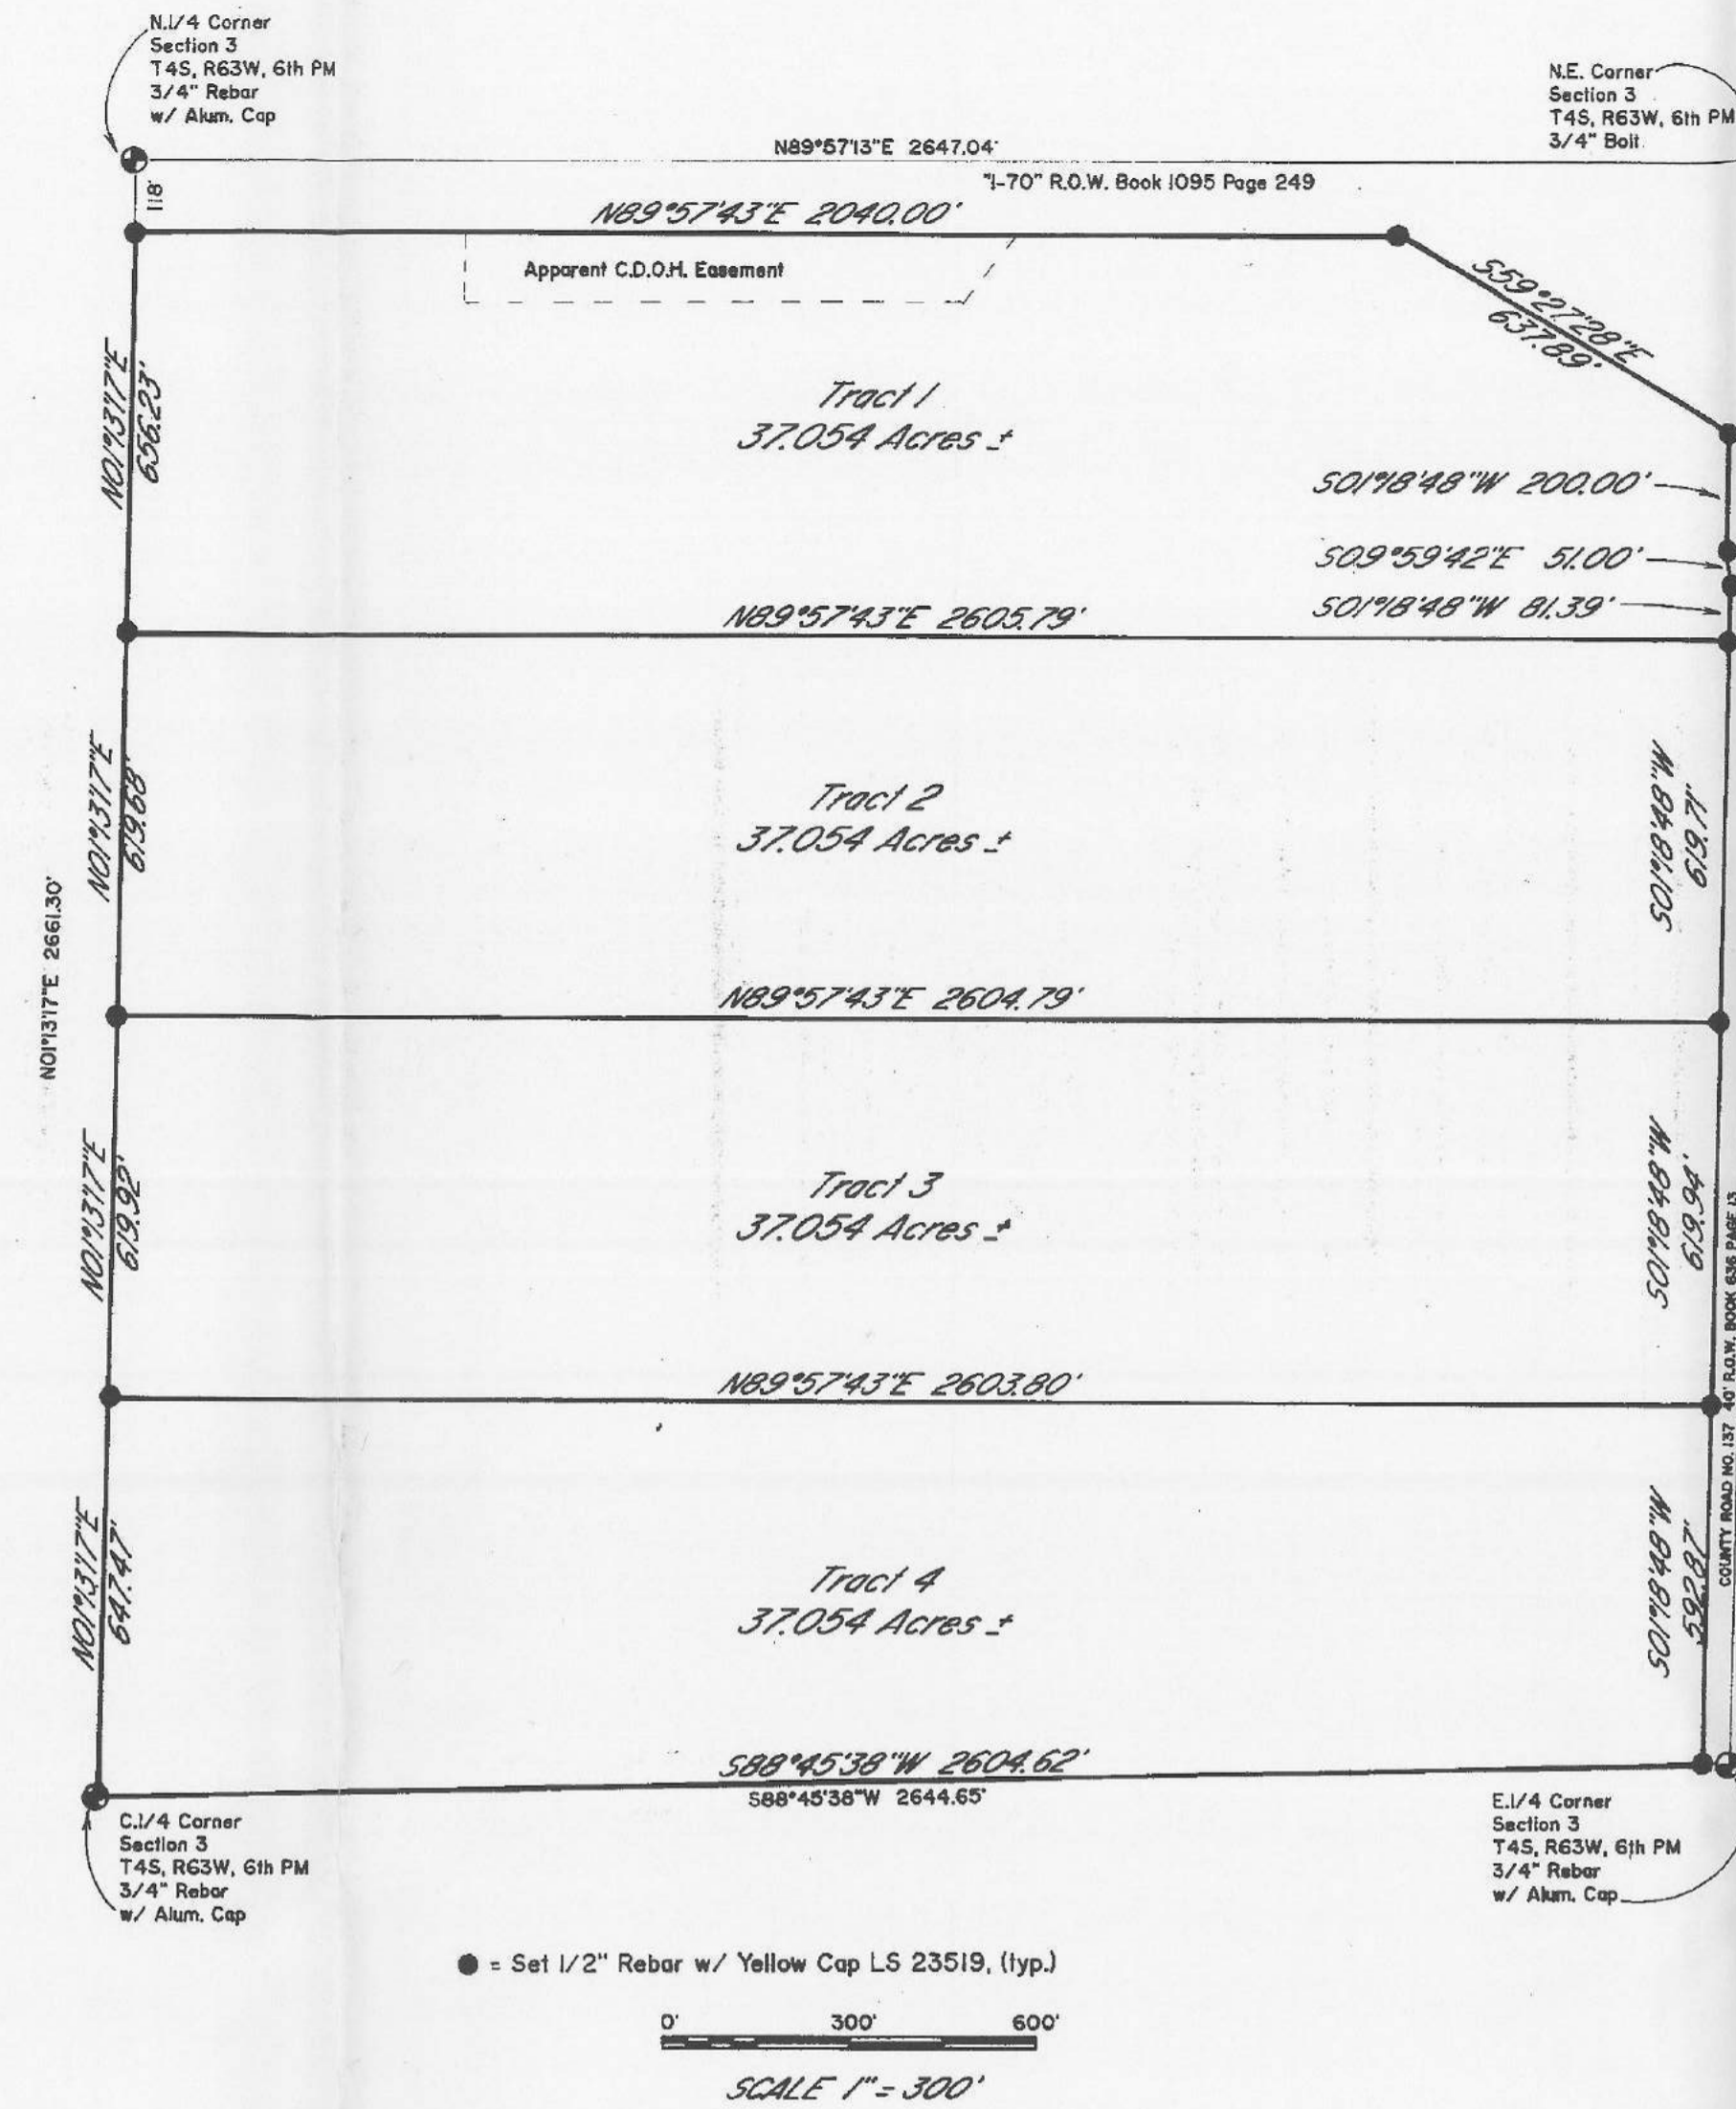 N.1/4 Corner
Section 3
T4S, R63W, 6th PM
3/4" Rebar
w/ Alum. Cap
N.E. Corner
Section 3
T4S, R63W, 6th PM
3/4" Bolt
N89°57'13"E 2647.04'
118'
"I-70" R.O.W. Book 1095 Page 249
N89°57'43"E 2040.00'
Apparent C.D.O.H. Easement
S59°27'28"E
637.89'
N01°13'17"E
656.23'
Tract 1
37.054 Acres ±
S01°18'48"W 200.00'
S09°59'42"E 51.00'
S01°18'48"W 81.39'
N89°57'43"E 2605.79'
N01°13'17"E
619.68'
Tract 2
37.054 Acres ±
S01°18'48"W
619.71'
N01°13'17"E 2661.30'
N89°57'43"E 2604.79'
N01°13'17"E
619.92'
Tract 3
37.054 Acres ±
S01°18'48"W
619.94'
COUNTY ROAD NO. 137 40' R.O.W. BOOK 636 PAGE 13
N89°57'43"E 2603.80'
N01°13'17"E
647.47'
Tract 4
37.054 Acres ±
S01°18'48"W
592.87'
S88°45'38"W 2604.62'
S88°45'38"W 2644.65'
C.1/4 Corner
Section 3
T4S, R63W, 6th PM
3/4" Rebar
w/ Alum. Cap
E.1/4 Corner
Section 3
T4S, R63W, 6th PM
3/4" Rebar
w/ Alum. Cap
= Set 1/2" Rebar w/ Yellow Cap LS 23519, (typ.)
0' 300' 600'
SCALE 1" = 300'